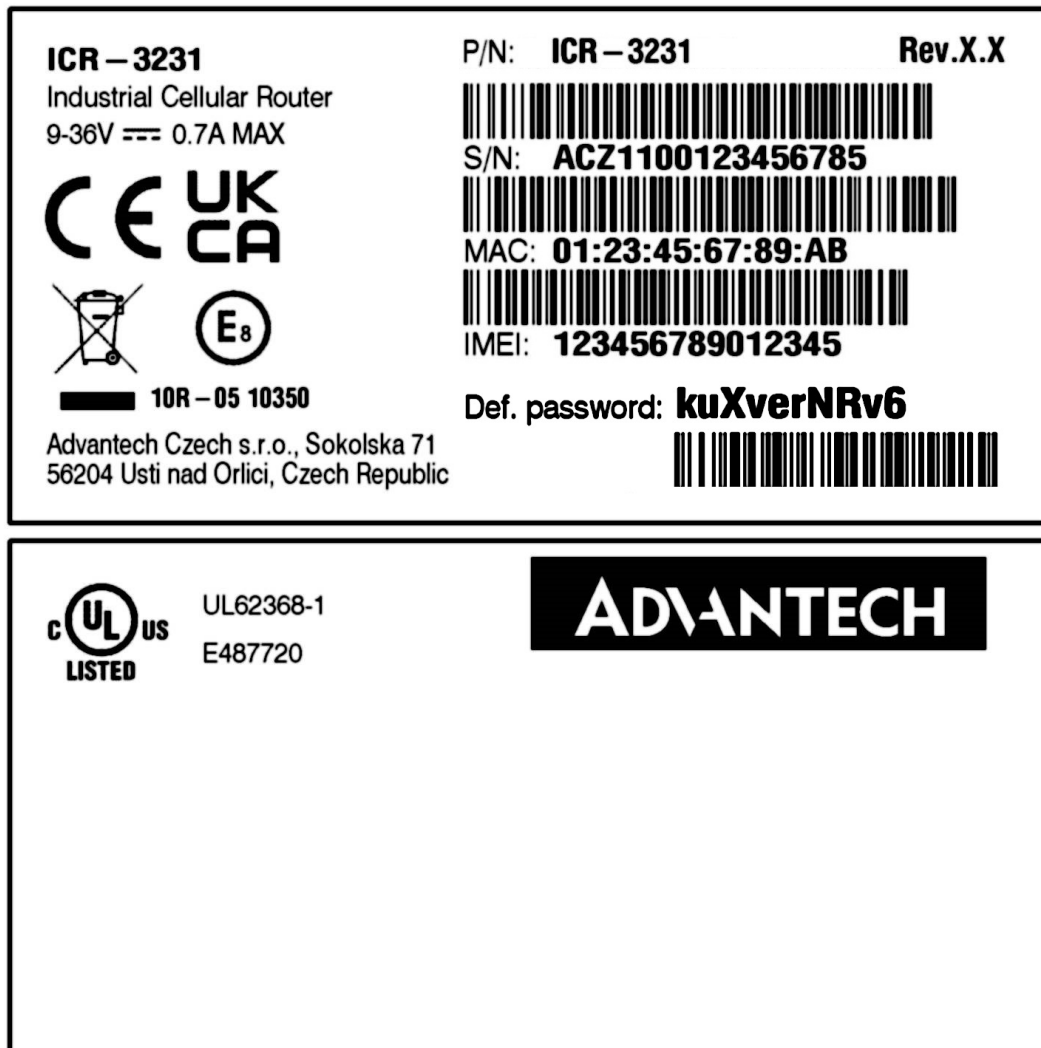 ICR – 3231
Industrial Cellular Router
9-36V 0.7A MAX
CE UK CA
E8
10R – 05 10350
Advantech Czech s.r.o., Sokolska 71
56204 Usti nad Orlici, Czech Republic
P/N: ICR – 3231 Rev.X.X
S/N: ACZ1100123456785
MAC: 01:23:45:67:89:AB
IMEI: 123456789012345
Def. password: kuXverNRv6
C UL US
LISTED
UL62368-1
E487720
ADVANTECH